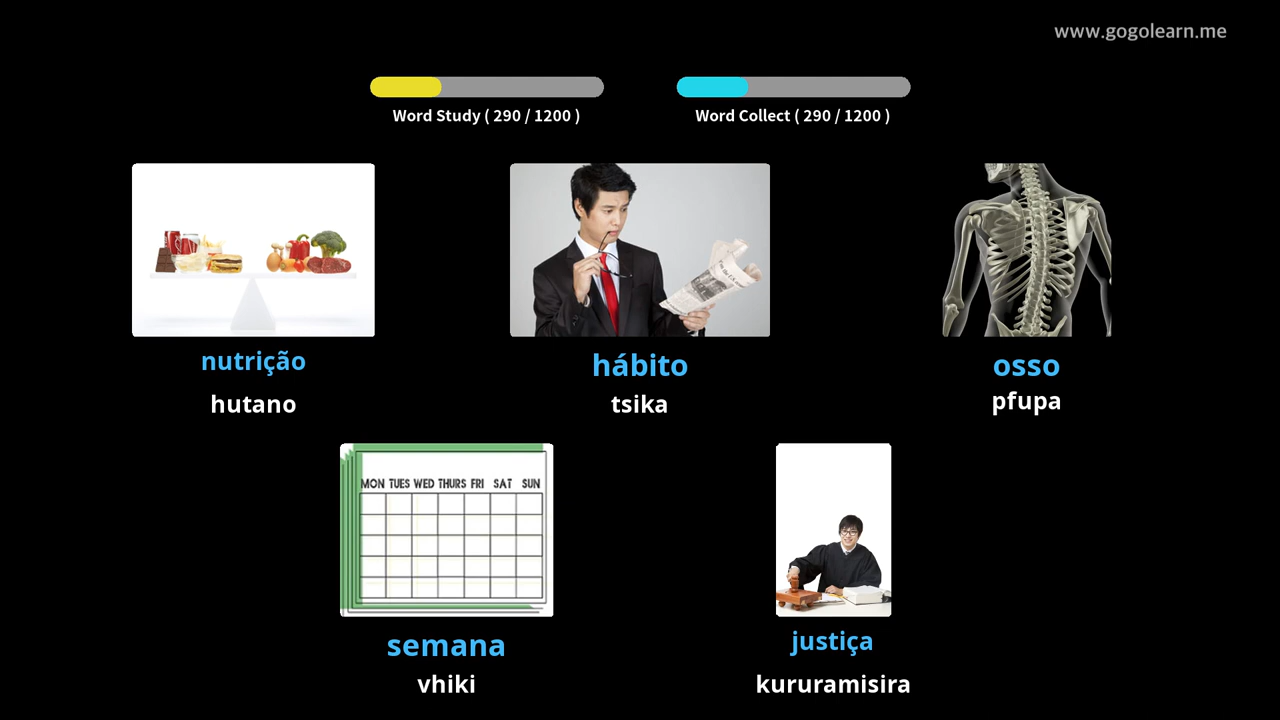 www.gogolearn.me
Word Study ( 290 / 1200 )
Word Collect ( 290 / 1200 )
nutrição
hutano
hábito
tsika
osso
pfupa
MON TUES WED THURS FRI SAT SUN
semana
vhiki
justiça
kururamisira